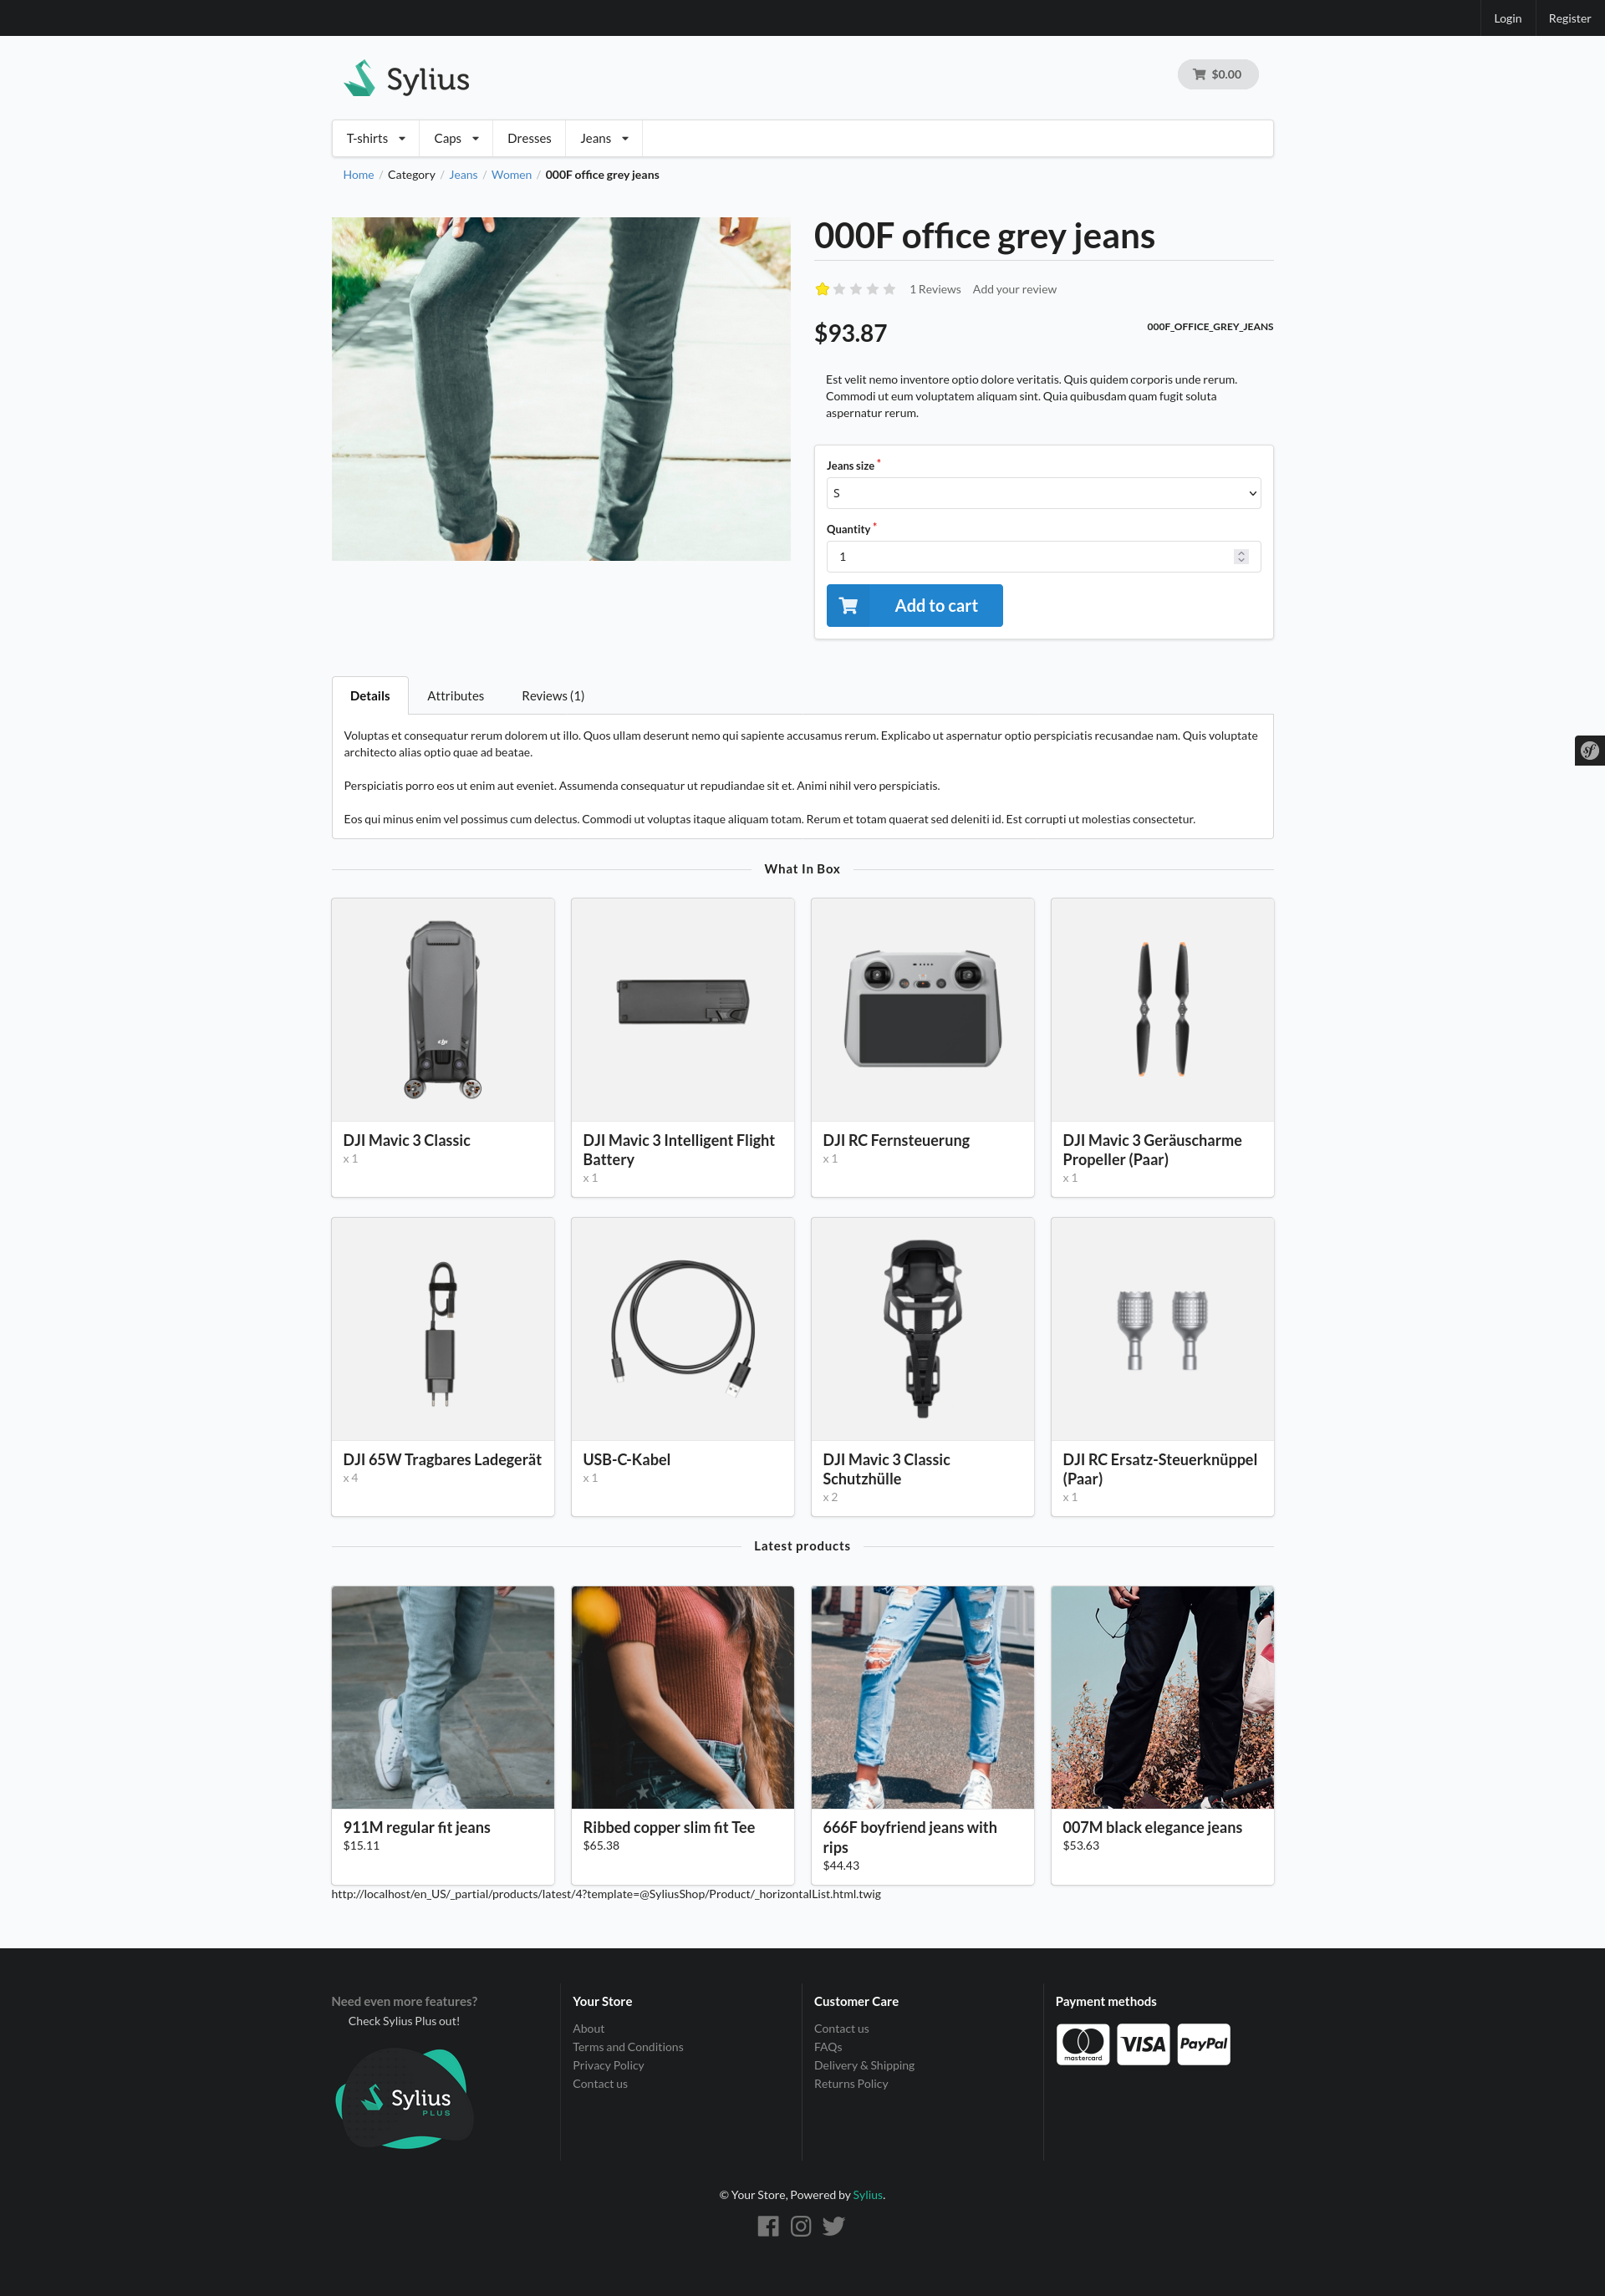 Login Register
Sylius
$0.00
T-shirts Caps Dresses Jeans
Home / Category / Jeans / Women / 000F office grey jeans
000F office grey jeans
1 Reviews Add your review
$93.87
000F_OFFICE_GREY_JEANS
Est velit nemo inventore optio dolore veritatis. Quis quidem corporis unde rerum.
Commodi ut eum voluptatem aliquam sint. Quia quibusdam quam fugit soluta
aspernatur rerum.
Jeans size *
S
Quantity *
1
Add to cart
Details Attributes Reviews (1)
Voluptas et consequatur rerum dolorem ut illo. Quos ullam deserunt nemo qui sapiente accusamus rerum. Explicabo ut aspernatur optio perspiciatis recusandae nam. Quis voluptate
architecto alias optio quae ad beatae.
Perspiciatis porro eos ut enim aut eveniet. Assumenda consequatur ut repudiandae sit et. Animi nihil vero perspiciatis.
Eos qui minus enim vel possimus cum delectus. Commodi ut voluptas itaque aliquam totam. Rerum et totam quaerat sed deleniti id. Est corrupti ut molestias consectetur.
sf
What In Box
dji
DJI Mavic 3 Classic
x 1
DJI Mavic 3 Intelligent Flight
Battery
x 1
DJI RC Fernsteuerung
x 1
DJI Mavic 3 Geräuscharme
Propeller (Paar)
x 1
DJI 65W Tragbares Ladegerät
x 4
USB-C-Kabel
x 1
DJI Mavic 3 Classic
Schutzhülle
x 2
DJI RC Ersatz-Steuerknüppel
(Paar)
x 1
Latest products
911M regular fit jeans
$15.11
Ribbed copper slim fit Tee
$65.38
666F boyfriend jeans with
rips
$44.43
007M black elegance jeans
$53.63
http://localhost/en_US/_partial/products/latest/4?template=@SyliusShop/Product/_horizontalList.html.twig
Need even more features?
Check Sylius Plus out!
Sylius
PLUS
Your Store
About
Terms and Conditions
Privacy Policy
Contact us
Customer Care
Contact us
FAQs
Delivery & Shipping
Returns Policy
Payment methods
mastercard VISA PayPal
© Your Store, Powered by Sylius.